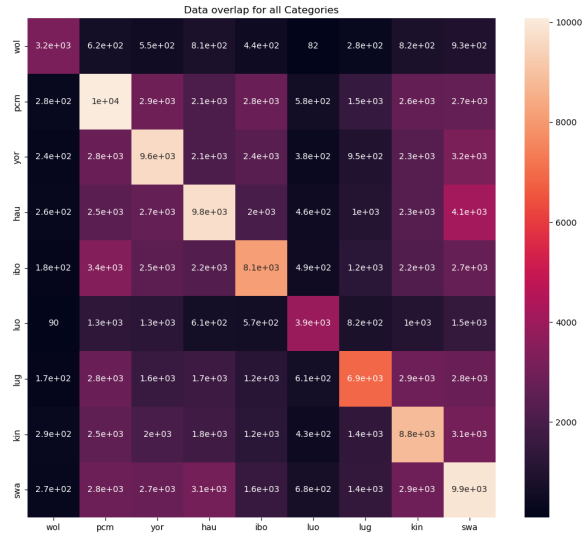 Data overlap for all Categories
wol 3.2e+03 6.2e+02 5.5e+02 8.1e+02 4.4e+02 82 2.8e+02 8.2e+02 9.3e+02
pcm 2.8e+02 1e+04 2.9e+03 2.1e+03 2.8e+03 5.8e+02 1.5e+03 2.6e+03 2.7e+03
yor 2.4e+02 2.8e+03 9.6e+03 2.1e+03 2.4e+03 3.8e+02 9.5e+02 2.3e+03 3.2e+03
hau 2.6e+02 2.5e+03 2.7e+03 9.8e+03 2e+03 4.6e+02 1e+03 2.3e+03 4.1e+03
ibo 1.8e+02 3.4e+03 2.5e+03 2.2e+03 8.1e+03 4.9e+02 1.2e+03 2.2e+03 2.7e+03
luo 90 1.3e+03 1.3e+03 6.1e+02 5.7e+02 3.9e+03 8.2e+02 1e+03 1.5e+03
lug 1.7e+02 2.8e+03 1.6e+03 1.7e+03 1.2e+03 6.1e+02 6.9e+03 2.9e+03 2.8e+03
kin 2.9e+02 2.5e+03 2e+03 1.8e+03 1.2e+03 4.3e+02 1.4e+03 8.8e+03 3.1e+03
swa 2.7e+02 2.8e+03 2.7e+03 3.1e+03 1.6e+03 6.8e+02 1.4e+03 2.9e+03 9.9e+03
wol pcm yor hau ibo luo lug kin swa
10000
8000
6000
4000
2000